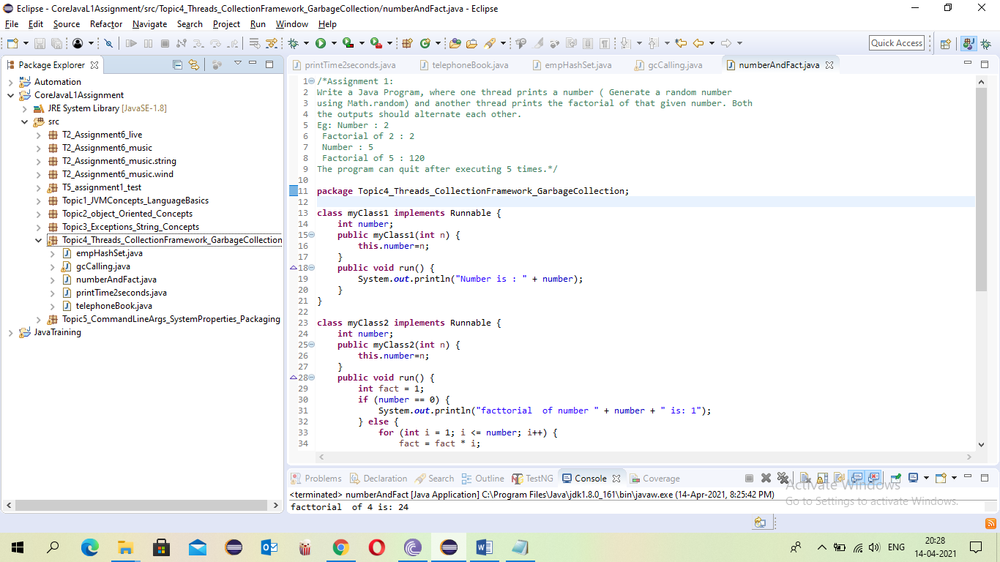 Eclipse - CoreJavaL1Assignment/src/Topic4_Threads_CollectionFramework_GarbageCollection/numberAndFact.java - Eclipse
File Edit Source Refactor Navigate Search Project Run Window Help
Quick Access
Package Explorer
Automation
CoreJavaL1Assignment
JRE System Library [JavaSE-1.8]
src
T2_Assignment6_live
T2_Assignment6_music
T2_Assignment6_music.string
T2_Assignment6_music.wind
T5_assignment1_test
Topic1_JVMConcepts_LanguageBasics
Topic2_object_Oriented_Concepts
Topic3_Exceptions_String_Concepts
Topic4_Threads_CollectionFramework_GarbageCollection
empHashSet.java
gcCalling.java
numberAndFact.java
printTime2seconds.java
telephoneBook.java
Topic5_CommandLineArgs_SystemProperties_Packaging
JavaTraining
printTime2seconds.java telephoneBook.java empHashSet.java gcCalling.java numberAndFact.java
1 /*Assignment 1:
2 Write a Java Program, where one thread prints a number ( Generate a random number
3 using Math.random) and another thread prints the factorial of that given number. Both
4 the outputs should alternate each other.
5 Eg: Number : 2
6 Factorial of 2 : 2
7 Number : 5
8 Factorial of 5 : 120
9 The program can quit after executing 5 times.*/
10
11 package Topic4_Threads_CollectionFramework_GarbageCollection;
12
13 class myClass1 implements Runnable {
14 int number;
15 public myClass1(int n) {
16 this.number=n;
17 }
18 public void run() {
19 System.out.println("Number is : " + number);
20 }
21 }
22
23 class myClass2 implements Runnable {
24 int number;
25 public myClass2(int n) {
26 this.number=n;
27 }
28 public void run() {
29 int fact = 1;
30 if (number == 0) {
31 System.out.println("facttorial  of number " + number + " is: 1");
32 } else {
33 for (int i = 1; i <= number; i++) {
34 fact = fact * i;
Problems Declaration Search Outline TestNG Console Coverage
<terminated> numberAndFact [Java Application] C:\Program Files\Java\jdk1.8.0_161\bin\javaw.exe (14-Apr-2021, 8:25:42 PM)
facttorial  of 4 is: 24
Activate Windows
Go to Settings to activate Windows.
ENG
20:28
14-04-2021